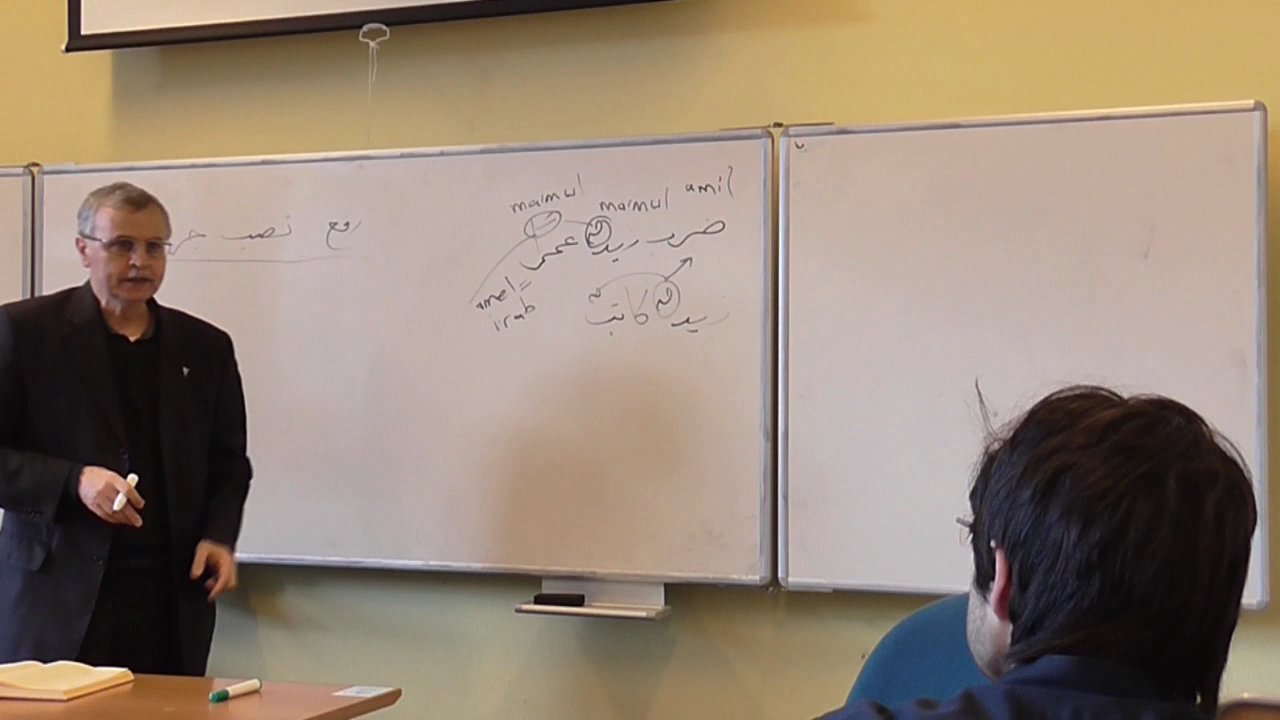 رفع نصب جر
ma'mul ma'mul amil
ضرب زيد عمر
amel =
i'rab
زيد كاتب